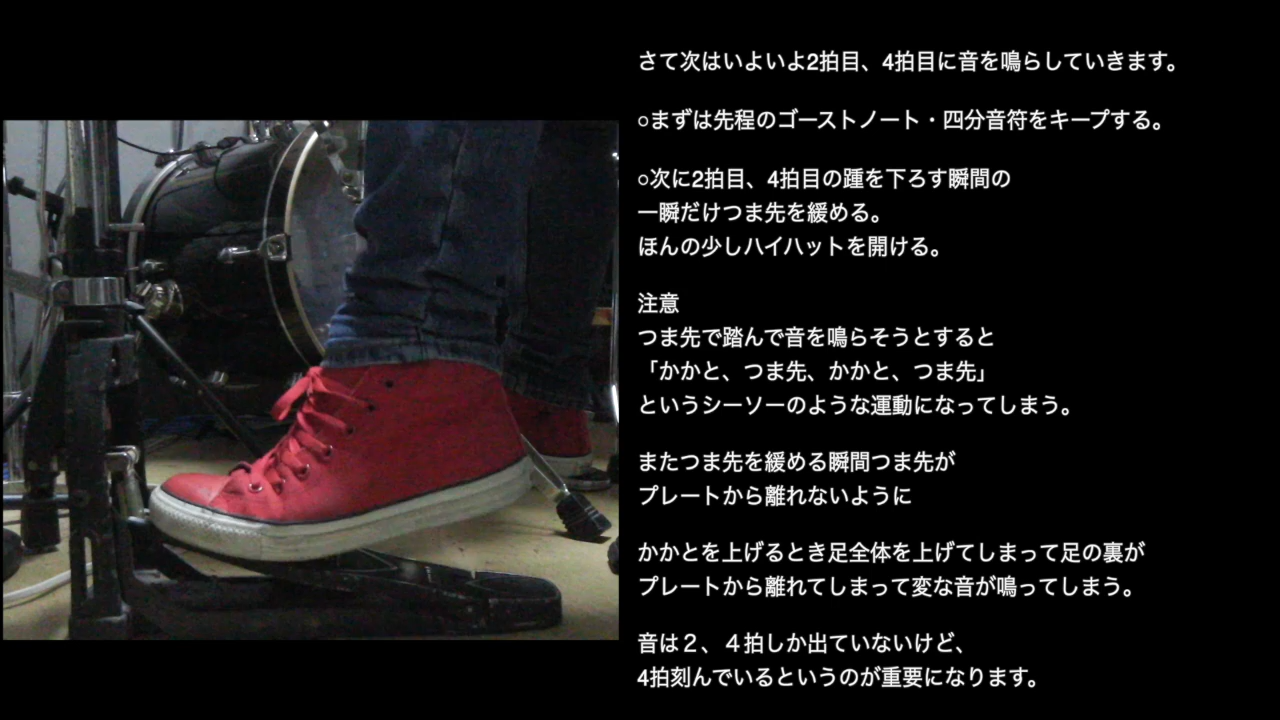 さて次はいよいよ2拍目、4拍目に音を鳴らしていきます。
○まずは先程のゴーストノート・四分音符をキープする。
○次に2拍目、4拍目の踵を下ろす瞬間の
一瞬だけつま先を緩める。
ほんの少しハイハットを開ける。
注意
つま先で踏んで音を鳴らそうとすると
「かかと、つま先、かかと、つま先」
というシーソーのような運動になってしまう。
またつま先を緩める瞬間つま先が
プレートから離れないように
かかとを上げるとき足全体を上げてしまって足の裏が
プレートから離れてしまって変な音が鳴ってしまう。
音は２、４拍しか出ていないけど、
4拍刻んでいるというのが重要になります。